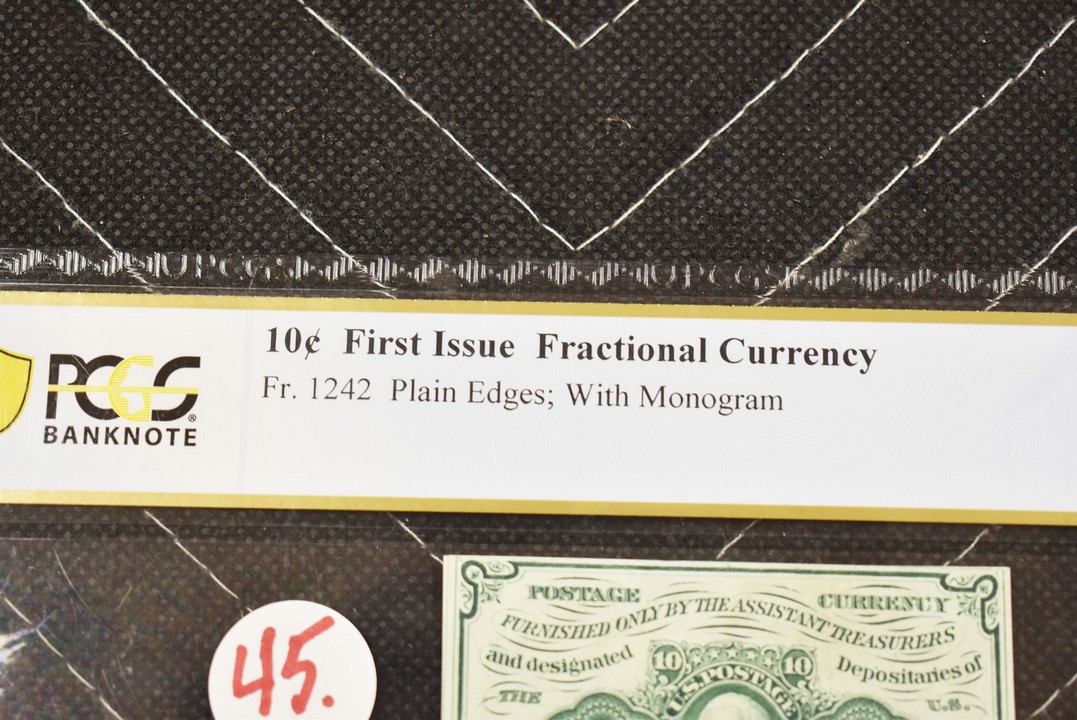 PCGS
10¢ First Issue Fractional Currency
Fr. 1242 Plain Edges; With Monogram
PCGS®
BANKNOTE
45.
POSTAGE CURRENCY
FURNISHED ONLY BY THE ASSISTANT TREASURERS
and designated 10 10 Depositaries of
U.S. POSTAGE
THE U.S.